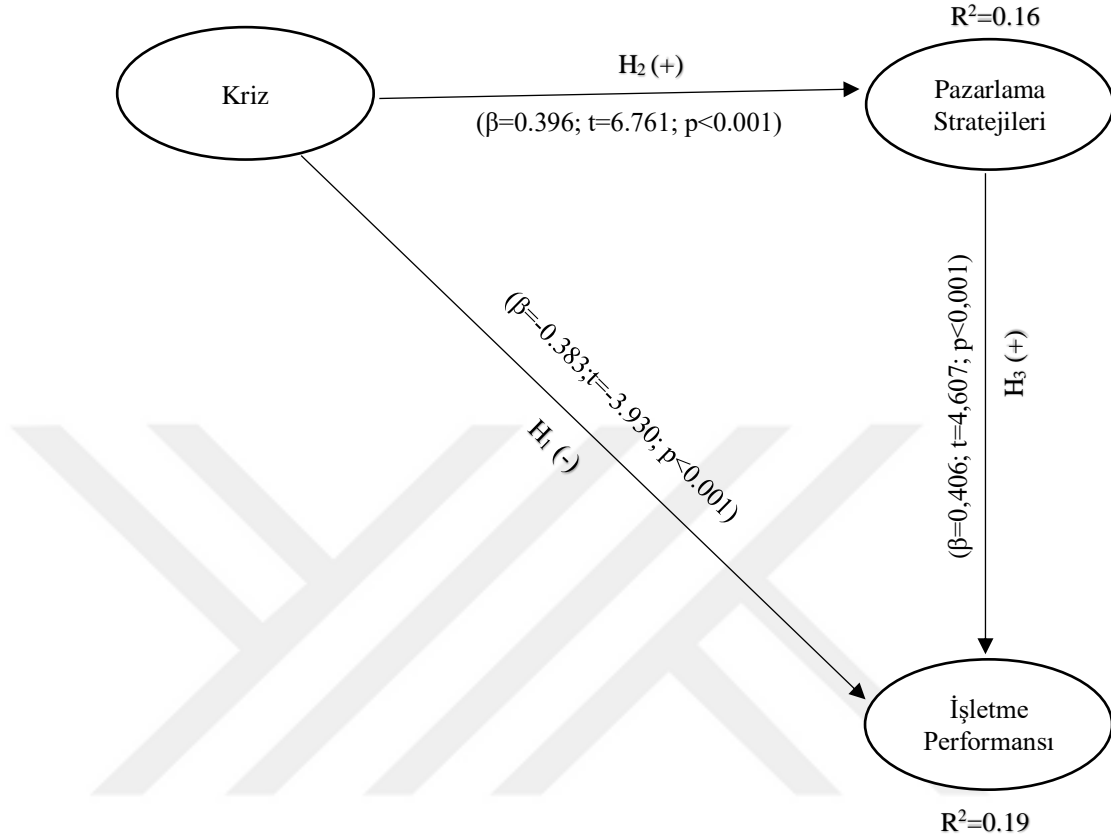 R²=0.16
Kriz
H₂ (+)
(β=0.396; t=6.761; p<0.001)
Pazarlama
Stratejileri
(β=-0.383;t=-3.930; p<0.001)
H₁ (-)
(β=0,406; t=4,607; p<0,001)
H₃ (+)
İşletme
Performansı
R²=0.19